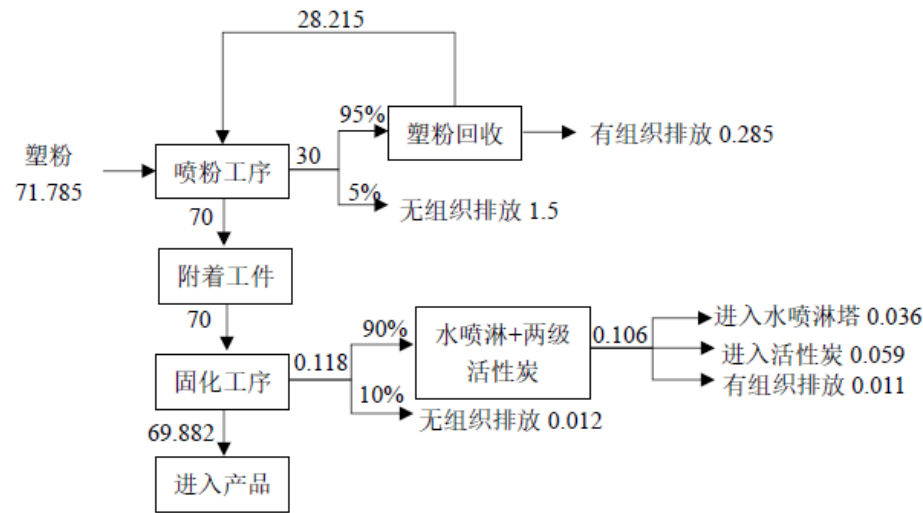 28.215
95%
塑粉回收
有组织排放 0.285
塑粉
71.785
喷粉工序
30
5%
无组织排放 1.5
70
附着工件
70
90%
水喷淋+两级
活性炭
0.106
进入水喷淋塔 0.036
进入活性炭 0.059
有组织排放 0.011
固化工序
0.118
10%
无组织排放 0.012
69.882
进入产品